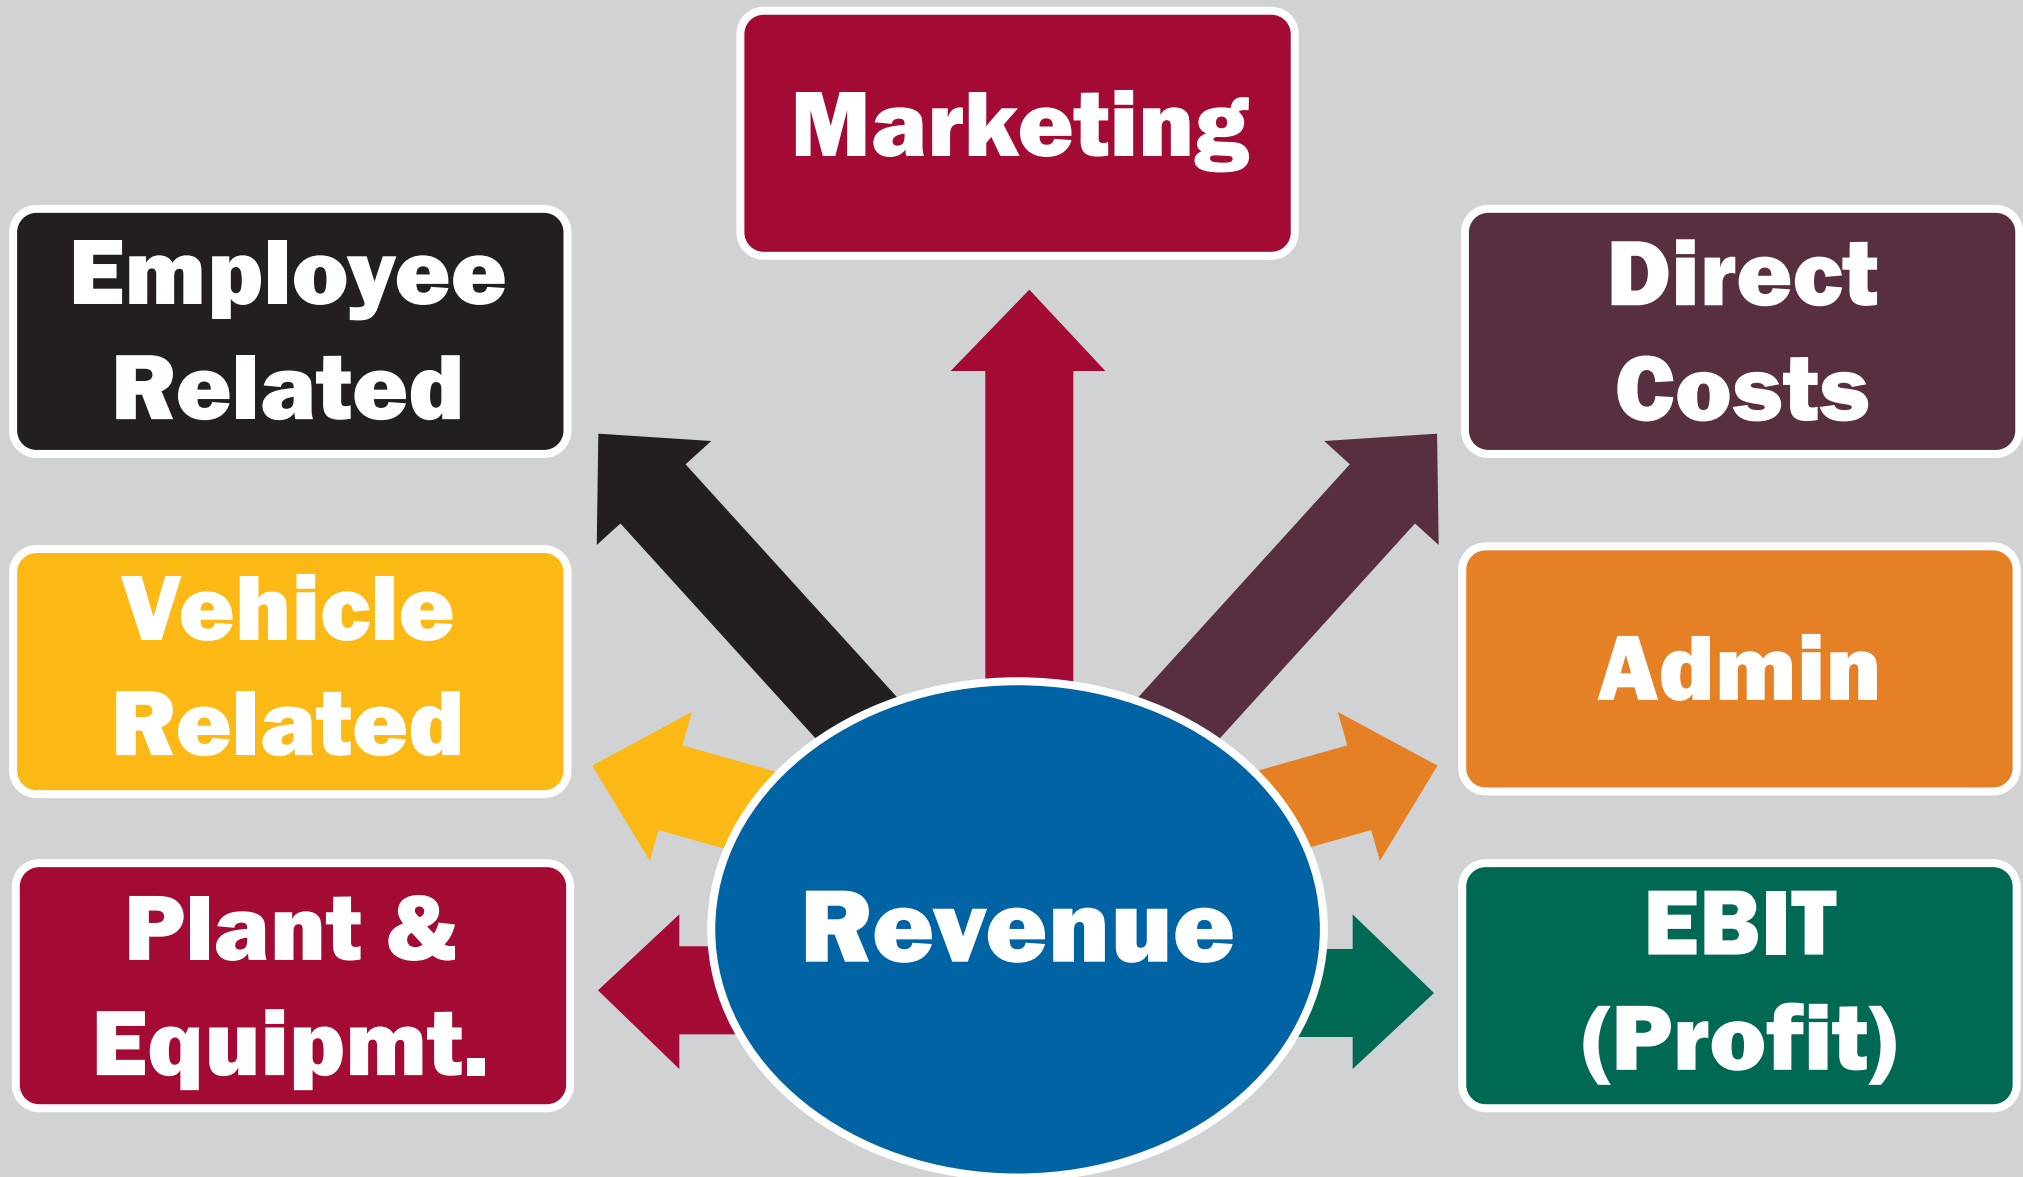 Marketing
Employee
Related
Direct
Costs
Vehicle
Related
Admin
Plant &
Equipmt.
Revenue
EBIT
(Profit)